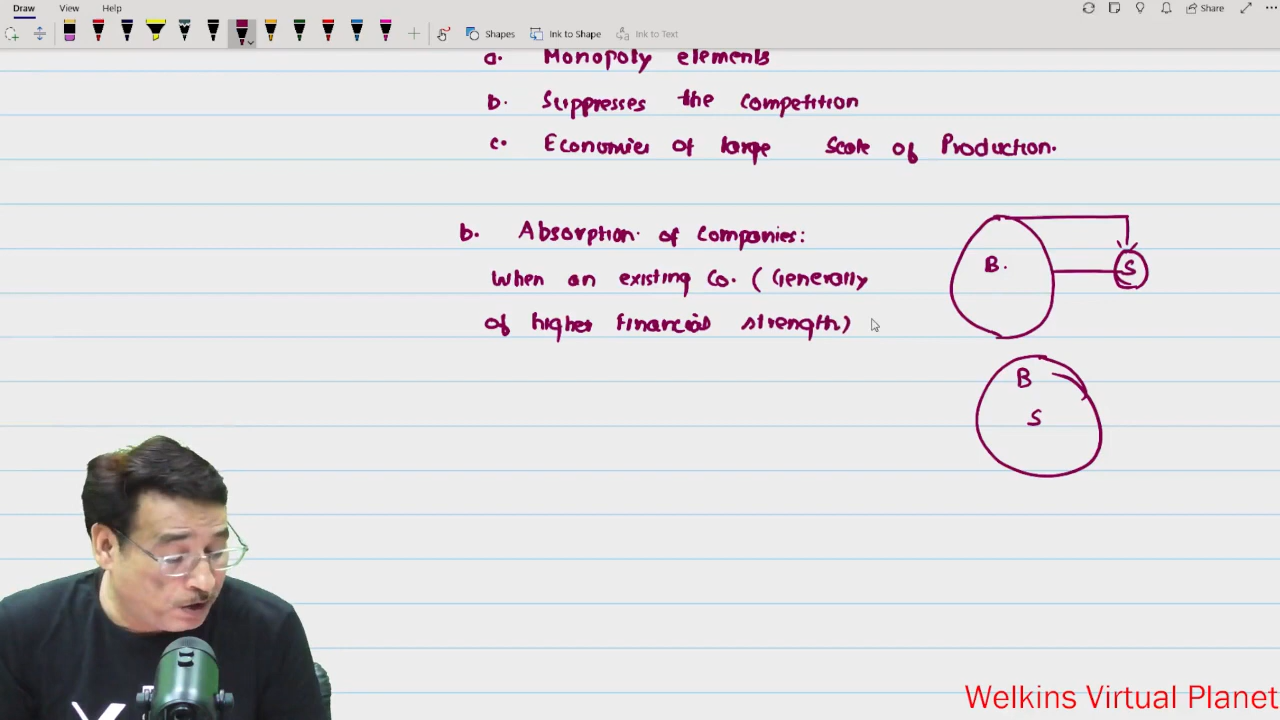 Draw View Help
Share
Shapes Ink to Shape Ink to Text
a. Monopoly elements
b. Suppresses the competition
c. Economies of large Scale of Production.
b. Absorption of Companies:
When an existing Co. (Generally
of higher financial strength)
B. S
B
S
Welkins Virtual Planet